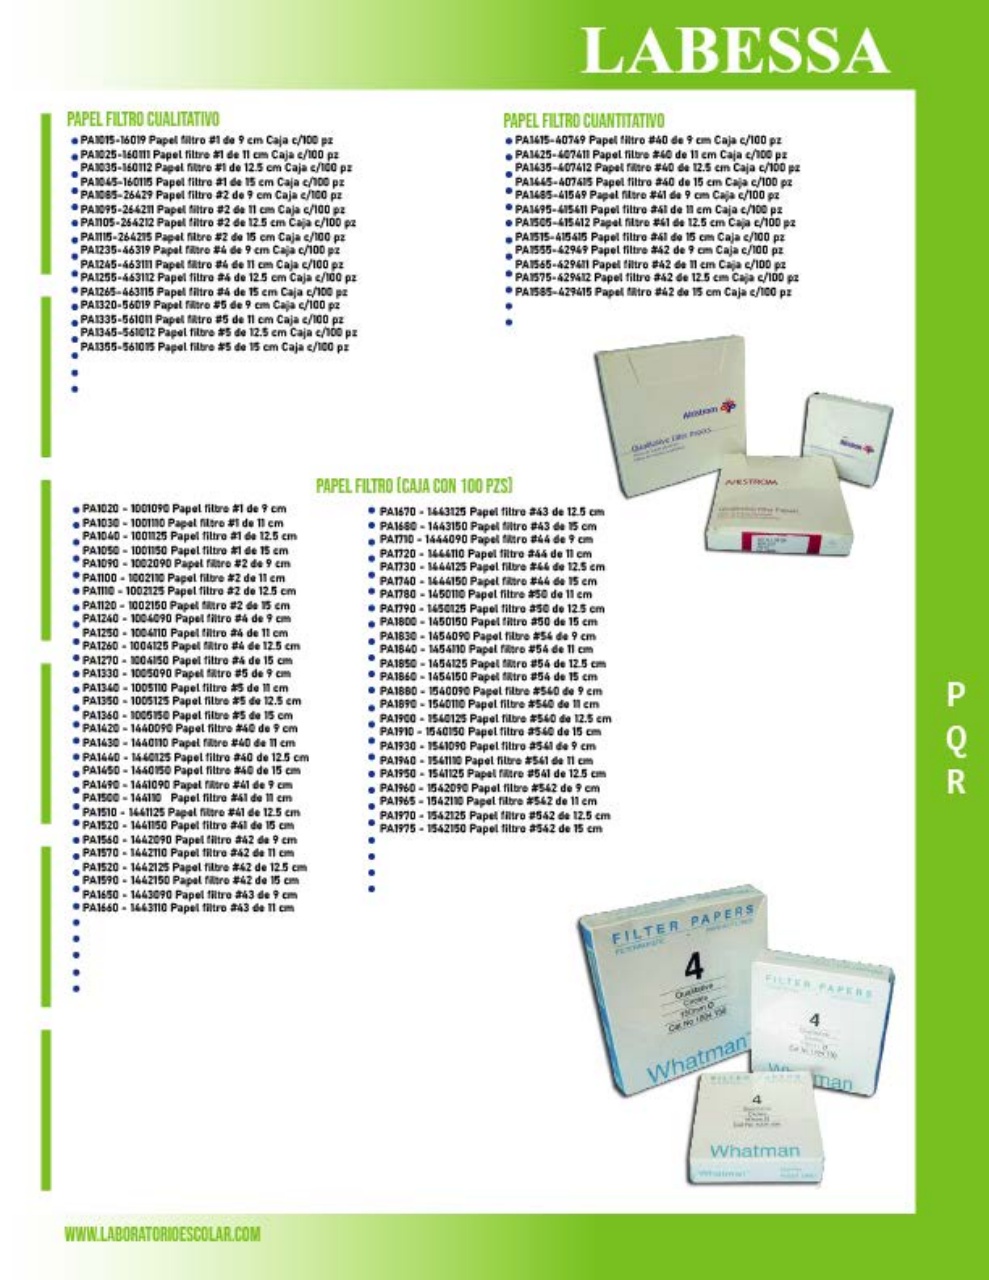 LABESSA
PAPEL FILTRO CUALITATIVO
PA1015-16019 Papel filtro #1 de 9 cm Caja c/100 pz
PA1025-160111 Papel filtro #1 de 11 cm Caja c/100 pz
PA1035-160112 Papel filtro #1 de 12.5 cm Caja c/100 pz
PA1045-160115 Papel filtro #1 de 15 cm Caja c/100 pz
PA1085-26429 Papel filtro #2 de 9 cm Caja c/100 pz
PA1095-264211 Papel filtro #2 de 11 cm Caja c/100 pz
PA1105-264212 Papel filtro #2 de 12.5 cm Caja c/100 pz
PA1115-264215 Papel filtro #2 de 15 cm Caja c/100 pz
PA1235-46319 Papel filtro #4 de 9 cm Caja c/100 pz
PA1245-463111 Papel filtro #4 de 11 cm Caja c/100 pz
PA1255-463112 Papel filtro #4 de 12.5 cm Caja c/100 pz
PA1265-463115 Papel filtro #4 de 15 cm Caja c/100 pz
PA1320-56019 Papel filtro #5 de 9 cm Caja c/100 pz
PA1335-561011 Papel filtro #5 de 11 cm Caja c/100 pz
PA1345-561012 Papel filtro #5 de 12.5 cm Caja c/100 pz
PA1355-561015 Papel filtro #5 de 15 cm Caja c/100 pz
PAPEL FILTRO CUANTITATIVO
PA1415-40749 Papel filtro #40 de 9 cm Caja c/100 pz
PA1425-407411 Papel filtro #40 de 11 cm Caja c/100 pz
PA1435-407412 Papel filtro #40 de 12.5 cm Caja c/100 pz
PA1445-407415 Papel filtro #40 de 15 cm Caja c/100 pz
PA1485-41549 Papel filtro #41 de 9 cm Caja c/100 pz
PA1495-415411 Papel filtro #41 de 11 cm Caja c/100 pz
PA1505-415412 Papel filtro #41 de 12.5 cm Caja c/100 pz
PA1515-415415 Papel filtro #41 de 15 cm Caja c/100 pz
PA1555-42949 Papel filtro #42 de 9 cm Caja c/100 pz
PA1565-429411 Papel filtro #42 de 11 cm Caja c/100 pz
PA1575-429412 Papel filtro #42 de 12.5 cm Caja c/100 pz
PA1585-429415 Papel filtro #42 de 15 cm Caja c/100 pz
Ahlstrom
Qualitative Filter Papers
Ahlstrom
AHLSTROM
Qualitative Filter Papers
PAPEL FILTRO (CAJA CON 100 PZS)
PA1020 - 1001090 Papel filtro #1 de 9 cm
PA1030 - 1001110 Papel filtro #1 de 11 cm
PA1040 - 1001125 Papel filtro #1 de 12.5 cm
PA1050 - 1001150 Papel filtro #1 de 15 cm
PA1090 - 1002090 Papel filtro #2 de 9 cm
PA1100 - 1002110 Papel filtro #2 de 11 cm
PA1110 - 1002125 Papel filtro #2 de 12.5 cm
PA1120 - 1002150 Papel filtro #2 de 15 cm
PA1240 - 1004090 Papel filtro #4 de 9 cm
PA1250 - 1004110 Papel filtro #4 de 11 cm
PA1260 - 1004125 Papel filtro #4 de 12.5 cm
PA1270 - 1004150 Papel filtro #4 de 15 cm
PA1330 - 1005090 Papel filtro #5 de 9 cm
PA1340 - 1005110 Papel filtro #5 de 11 cm
PA1350 - 1005125 Papel filtro #5 de 12.5 cm
PA1360 - 1005150 Papel filtro #5 de 15 cm
PA1420 - 1440090 Papel filtro #40 de 9 cm
PA1430 - 1440110 Papel filtro #40 de 11 cm
PA1440 - 1440125 Papel filtro #40 de 12.5 cm
PA1450 - 1440150 Papel filtro #40 de 15 cm
PA1490 - 1441090 Papel filtro #41 de 9 cm
PA1500 - 144110 Papel filtro #41 de 11 cm
PA1510 - 1441125 Papel filtro #41 de 12.5 cm
PA1520 - 1441150 Papel filtro #41 de 15 cm
PA1560 - 1442090 Papel filtro #42 de 9 cm
PA1570 - 1442110 Papel filtro #42 de 11 cm
PA1520 - 1442125 Papel filtro #42 de 12.5 cm
PA1590 - 1442150 Papel filtro #42 de 15 cm
PA1650 - 1443090 Papel filtro #43 de 9 cm
PA1660 - 1443110 Papel filtro #43 de 11 cm
PA1670 - 1443125 Papel filtro #43 de 12.5 cm
PA1680 - 1443150 Papel filtro #43 de 15 cm
PA1710 - 1444090 Papel filtro #44 de 9 cm
PA1720 - 1444110 Papel filtro #44 de 11 cm
PA1730 - 1444125 Papel filtro #44 de 12.5 cm
PA1740 - 1444150 Papel filtro #44 de 15 cm
PA1780 - 1450110 Papel filtro #50 de 11 cm
PA1790 - 1450125 Papel filtro #50 de 12.5 cm
PA1800 - 1450150 Papel filtro #50 de 15 cm
PA1830 - 1454090 Papel filtro #54 de 9 cm
PA1840 - 1454110 Papel filtro #54 de 11 cm
PA1850 - 1454125 Papel filtro #54 de 12.5 cm
PA1860 - 1454150 Papel filtro #54 de 15 cm
PA1880 - 1540090 Papel filtro #540 de 9 cm
PA1890 - 1540110 Papel filtro #540 de 11 cm
PA1900 - 1540125 Papel filtro #540 de 12.5 cm
PA1910 - 1540150 Papel filtro #540 de 15 cm
PA1930 - 1541090 Papel filtro #541 de 9 cm
PA1940 - 1541110 Papel filtro #541 de 11 cm
PA1950 - 1541125 Papel filtro #541 de 12.5 cm
PA1960 - 1542090 Papel filtro #542 de 9 cm
PA1965 - 1542110 Papel filtro #542 de 11 cm
PA1970 - 1542125 Papel filtro #542 de 12.5 cm
PA1975 - 1542150 Papel filtro #542 de 15 cm
P
Q
R
FILTER PAPERS
4
Qualitative
Circles
150mm Ø
Cat No 1004 150
Whatman
FILTER PAPERS
4
man
4
Whatman
Whatman
WWW.LABORATORIOESCOLAR.COM